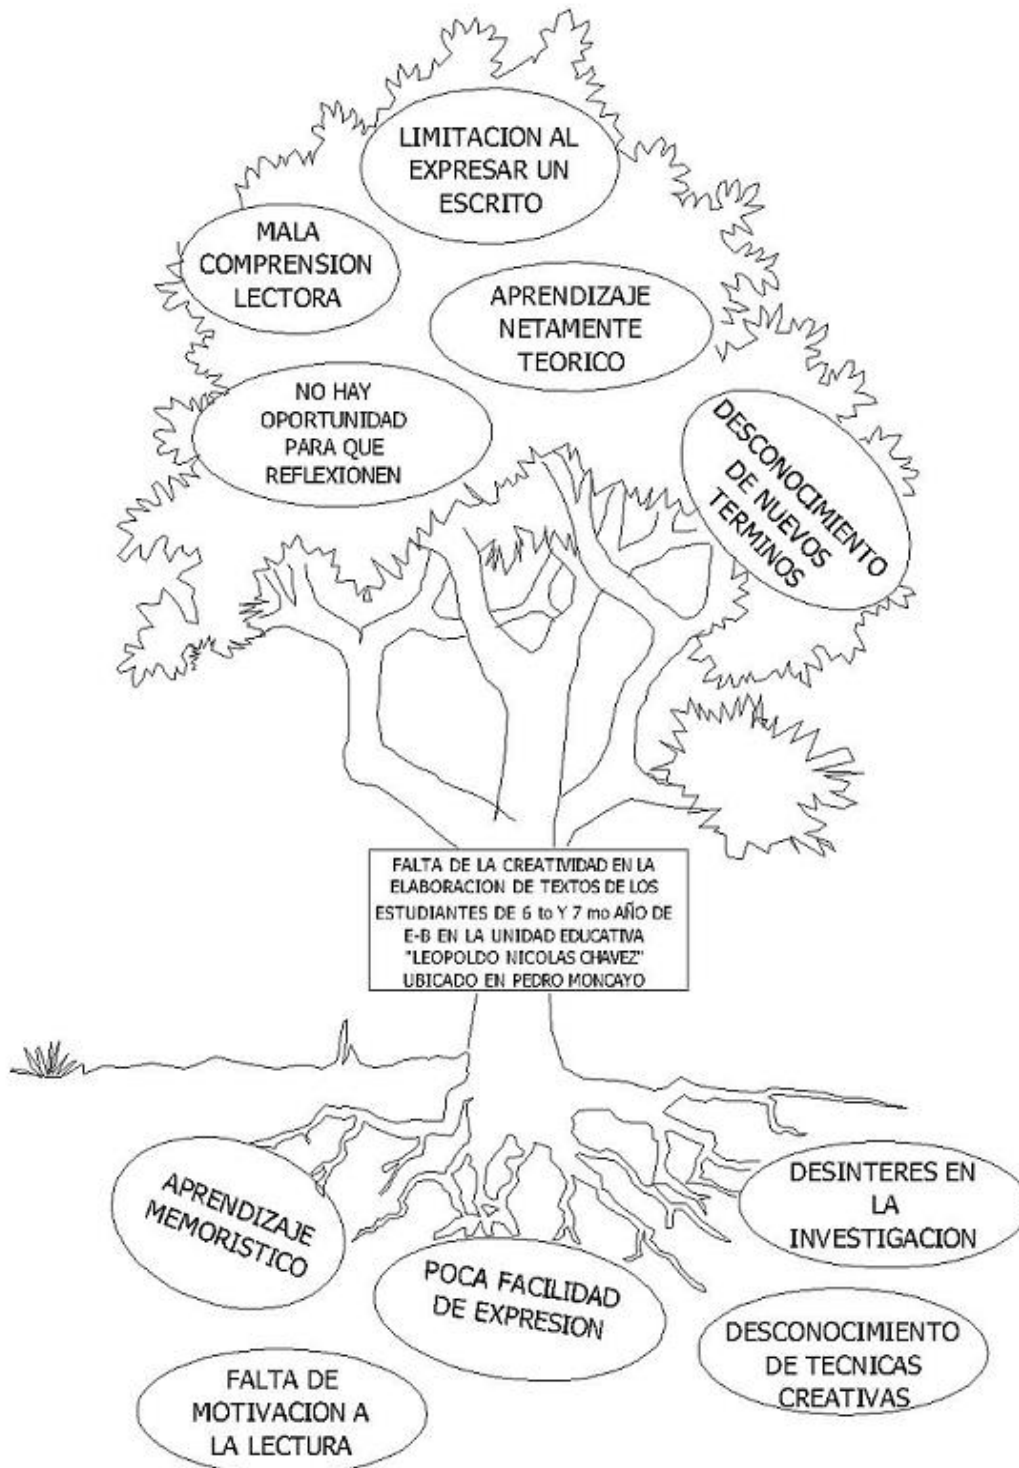 LIMITACION AL
EXPRESAR UN
ESCRITO
MALA
COMPRENSION
LECTORA
APRENDIZAJE
NETAMENTE
TEORICO
NO HAY
OPORTUNIDAD
PARA QUE
REFLEXIONEN
DESCONOCIMIENTO
DE NUEVOS
TERMINOS
FALTA DE LA CREATIVIDAD EN LA
ELABORACION DE TEXTOS DE LOS
ESTUDIANTES DE 6 to Y 7 mo AÑO DE
E-B EN LA UNIDAD EDUCATIVA
"LEOPOLDO NICOLAS CHAVEZ"
UBICADO EN PEDRO MONCAYO
APRENDIZAJE
MEMORISTICO
DESINTERES EN
LA
INVESTIGACION
POCA FACILIDAD
DE EXPRESION
DESCONOCIMIENTO
DE TECNICAS
CREATIVAS
FALTA DE
MOTIVACION A
LA LECTURA